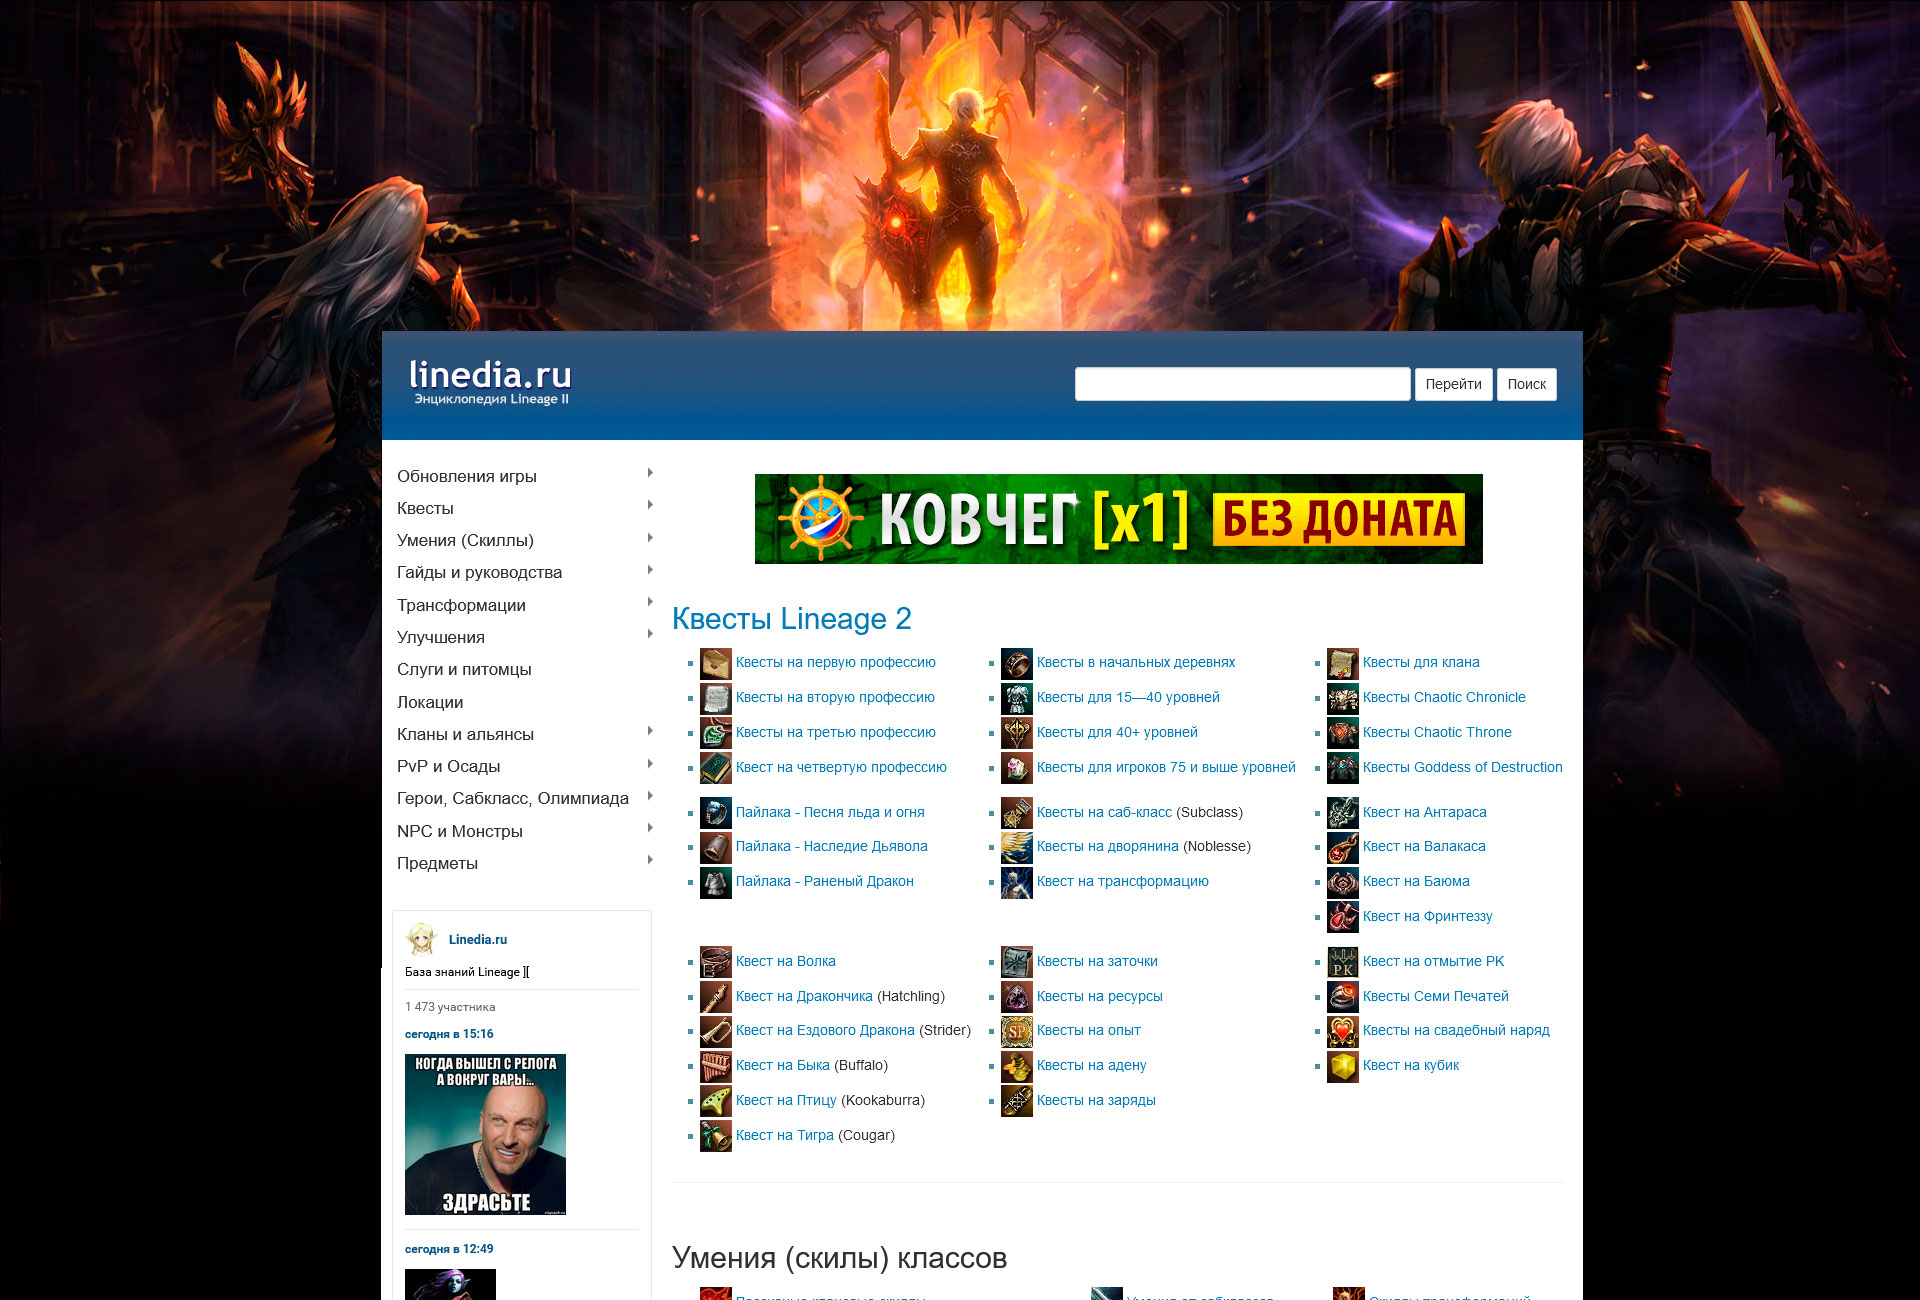 linedia.ru
Энциклопедия Lineage II
Перейти
Поиск
Обновления игры
Квесты
Умения (Скиллы)
Гайды и руководства
Трансформации
Улучшения
Слуги и питомцы
Локации
Кланы и альянсы
PvP и Осады
Герои, Сабкласс, Олимпиада
NPC и Монстры
Предметы
Linedia.ru
База знаний Lineage ][
1 473 участника
сегодня в 15:16
КОГДА ВЫШЕЛ С РЕЛОГА
А ВОКРУГ ВАРЫ...
ЗДРАСЬТЕ
сегодня в 12:49
КОВЧЕГ [x1] БЕЗ ДОНАТА
Квесты Lineage 2
Квесты на первую профессию
Квесты на вторую профессию
Квесты на третью профессию
Квест на четвертую профессию
Квесты в начальных деревнях
Квесты для 15—40 уровней
Квесты для 40+ уровней
Квесты для игроков 75 и выше уровней
Квесты для клана
Квесты Chaotic Chronicle
Квесты Chaotic Throne
Квесты Goddess of Destruction
Пайлака - Песня льда и огня
Пайлака - Наследие Дьявола
Пайлака - Раненый Дракон
Квесты на саб-класс (Subclass)
Квесты на дворянина (Noblesse)
Квест на трансформацию
Квест на Антараса
Квест на Валакаса
Квест на Баюма
Квест на Фринтеззу
Квест на Волка
Квест на Дракончика (Hatchling)
Квест на Ездового Дракона (Strider)
Квест на Быка (Buffalo)
Квест на Птицу (Kookaburra)
Квест на Тигра (Cougar)
Квесты на заточки
Квесты на ресурсы
SP
Квесты на опыт
Квесты на адену
Квесты на заряды
PK
Квест на отмытие PK
Квесты Семи Печатей
Квесты на свадебный наряд
Квест на кубик
Умения (скилы) классов